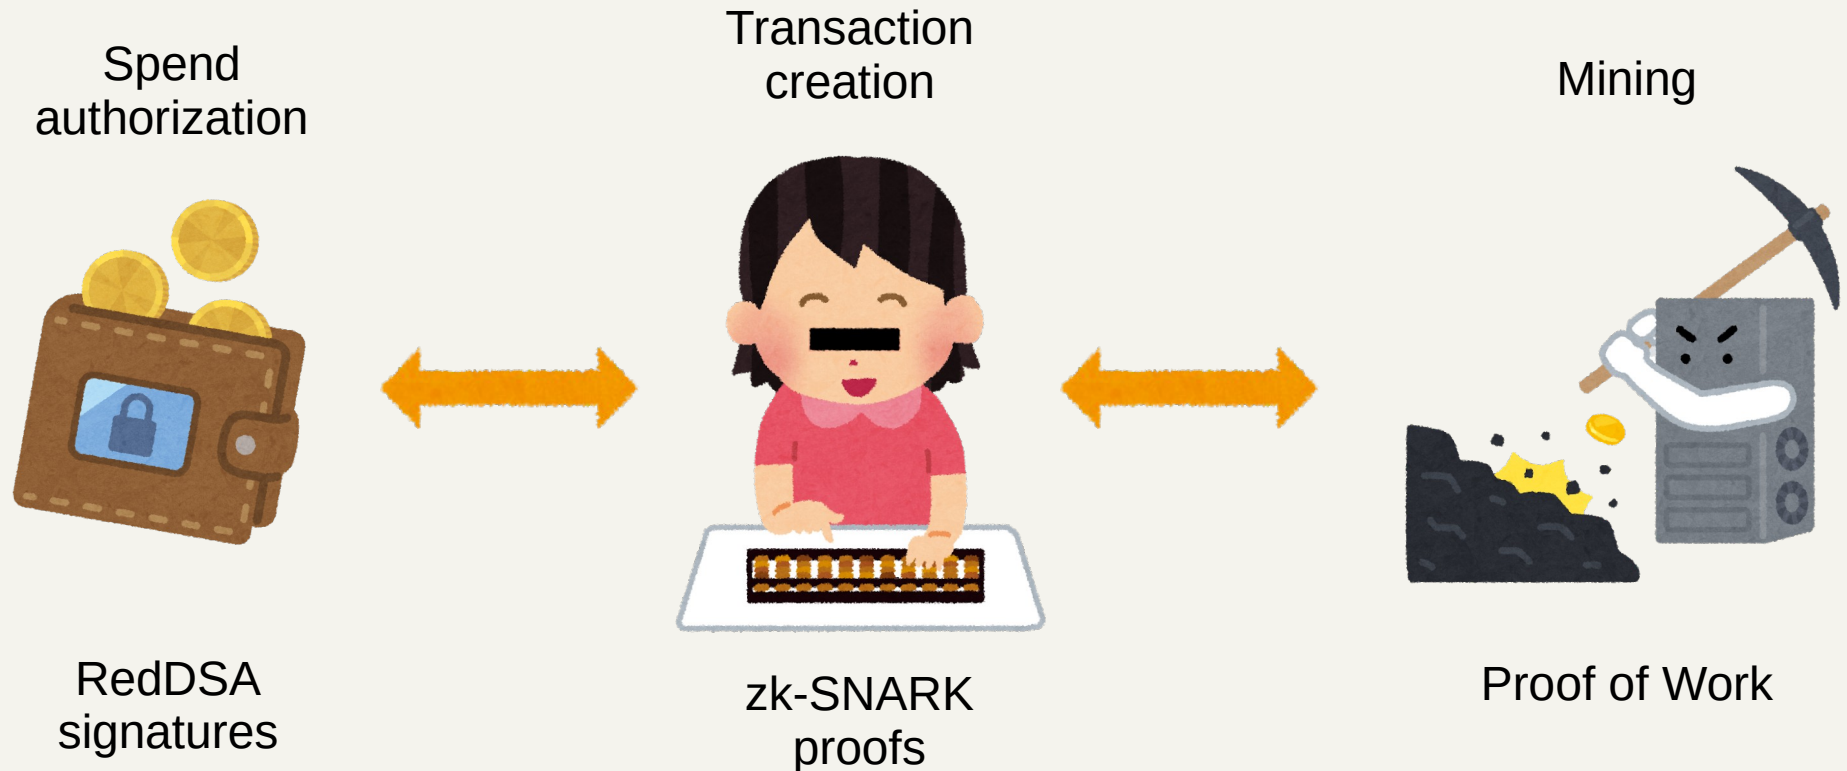 Spend
authorization
Transaction
creation
Mining
RedDSA
signatures
zk-SNARK
proofs
Proof of Work